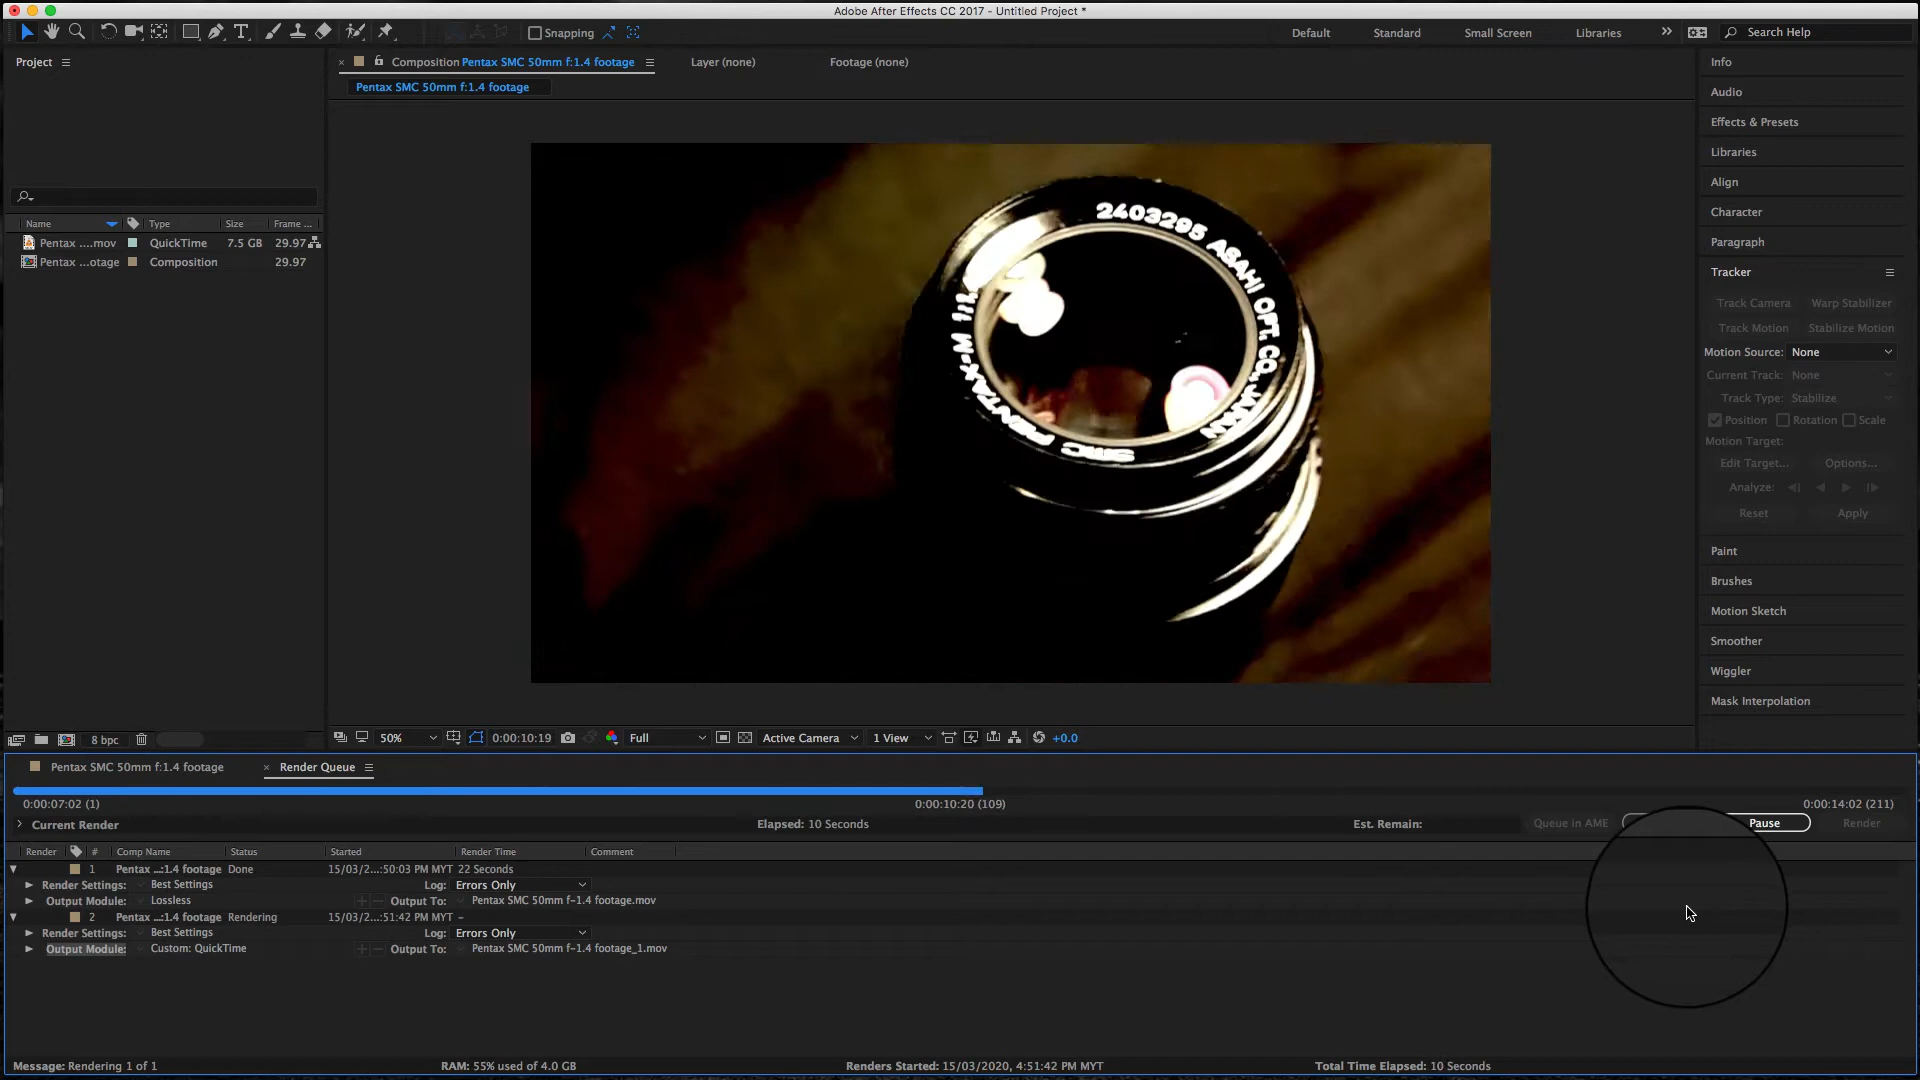 Adobe After Effects CC 2017 - Untitled Project *
Snapping
Default
Standard
Small Screen
Libraries
Search Help
Project
Composition Pentax SMC 50mm f:1.4 footage
Layer (none)
Footage (none)
Pentax SMC 50mm f:1.4 footage
Name Type Size Frame ...
Pentax ....mov QuickTime 7.5 GB 29.97
Pentax ...otage Composition 29.97
2403295 ASAHI OPT. CO., JAPAN
SMC PENTAX-M 1:1.
Info
Audio
Effects & Presets
Libraries
Align
Character
Paragraph
Tracker
Track Camera Warp Stabilizer
Track Motion Stabilize Motion
Motion Source: None
Current Track: None
Track Type: Stabilize
Position Rotation Scale
Motion Target:
Edit Target... Options...
Analyze:
Reset Apply
Paint
Brushes
Motion Sketch
Smoother
Wiggler
Mask Interpolation
8 bpc
50% 0:00:10:19 Full Active Camera 1 View +0.0
Pentax SMC 50mm f:1.4 footage
Render Queue
0:00:07:02 (1) 0:00:10:20 (109) 0:00:14:02 (211)
Current Render Elapsed: 10 Seconds Est. Remain: Queue in AME Pause Render
Render # Comp Name Status Started Render Time Comment
1 Pentax ...:1.4 footage Done 15/03/2...:50:03 PM MYT 22 Seconds
Render Settings: Best Settings Log: Errors Only
Output Module: Lossless Output To: Pentax SMC 50mm f-1.4 footage.mov
2 Pentax ...:1.4 footage Rendering 15/03/2...:51:42 PM MYT –
Render Settings: Best Settings Log: Errors Only
Output Module: Custom: QuickTime Output To: Pentax SMC 50mm f-1.4 footage_1.mov
Message: Rendering 1 of 1 RAM: 55% used of 4.0 GB Renders Started: 15/03/2020, 4:51:42 PM MYT Total Time Elapsed: 10 Seconds